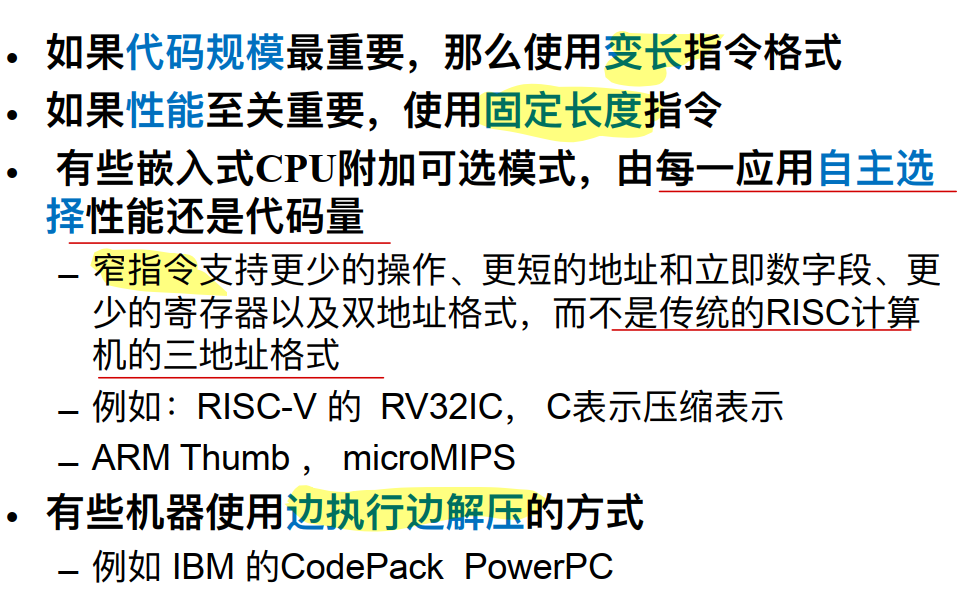 • 如果代码规模最重要，那么使用变长指令格式
• 如果性能至关重要，使用固定长度指令
• 有些嵌入式CPU附加可选模式，由每一应用自主选
择性能还是代码量
– 窄指令支持更少的操作、更短的地址和立即数字段、更
少的寄存器以及双地址格式，而不是传统的RISC计算
机的三地址格式
– 例如：RISC-V 的 RV32IC， C表示压缩表示
– ARM Thumb ， microMIPS
• 有些机器使用边执行边解压的方式
– 例如 IBM 的CodePack PowerPC